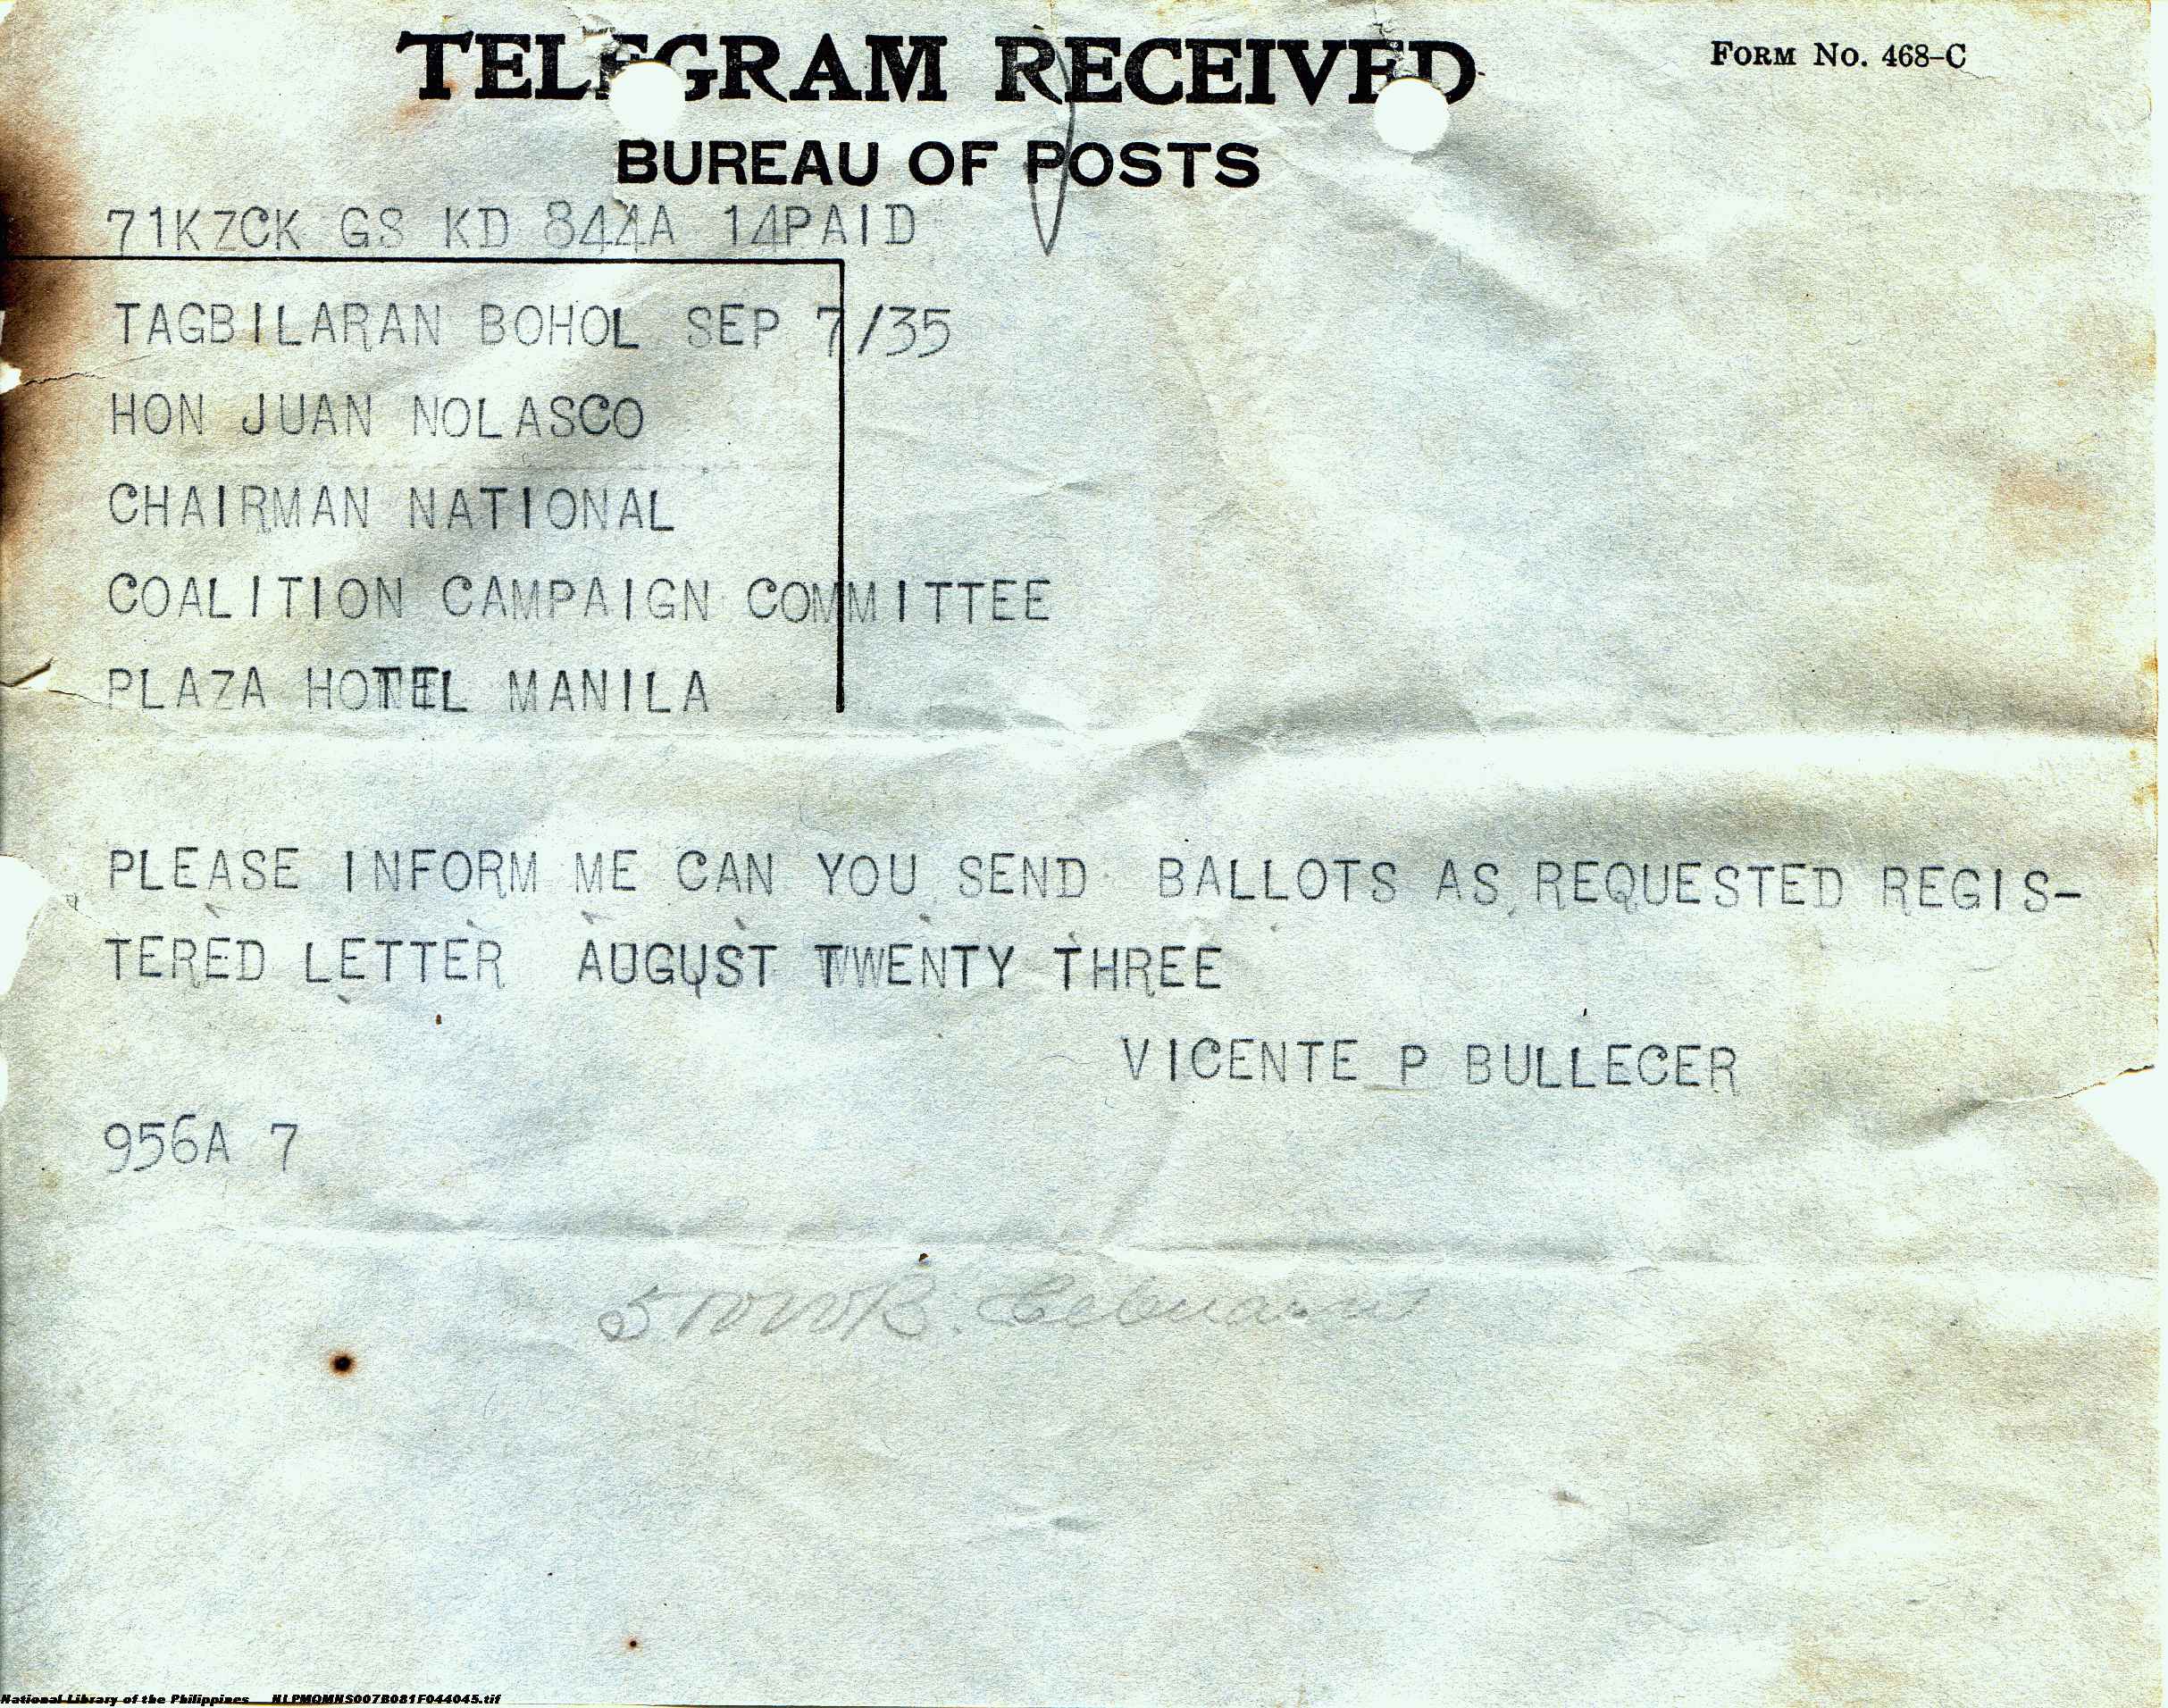 TELEGRAM RECEIVED
FORM No. 468-C
BUREAU OF POSTS
71KZCK GS KD 844A 14PAID
TAGBILARAN BOHOL SEP 7/35
HON JUAN NOLASCO
CHAIRMAN NATIONAL
COALITION CAMPAIGN COMMITTEE
PLAZA HOTEL MANILA
PLEASE INFORM ME CAN YOU SEND BALLOTS AS REQUESTED REGIS-
TERED LETTER AUGUST TWENTY THREE
VICENTE P BULLECER
956A 7
National Library of the Philippines NLPMQMNS007B081F044045.tif